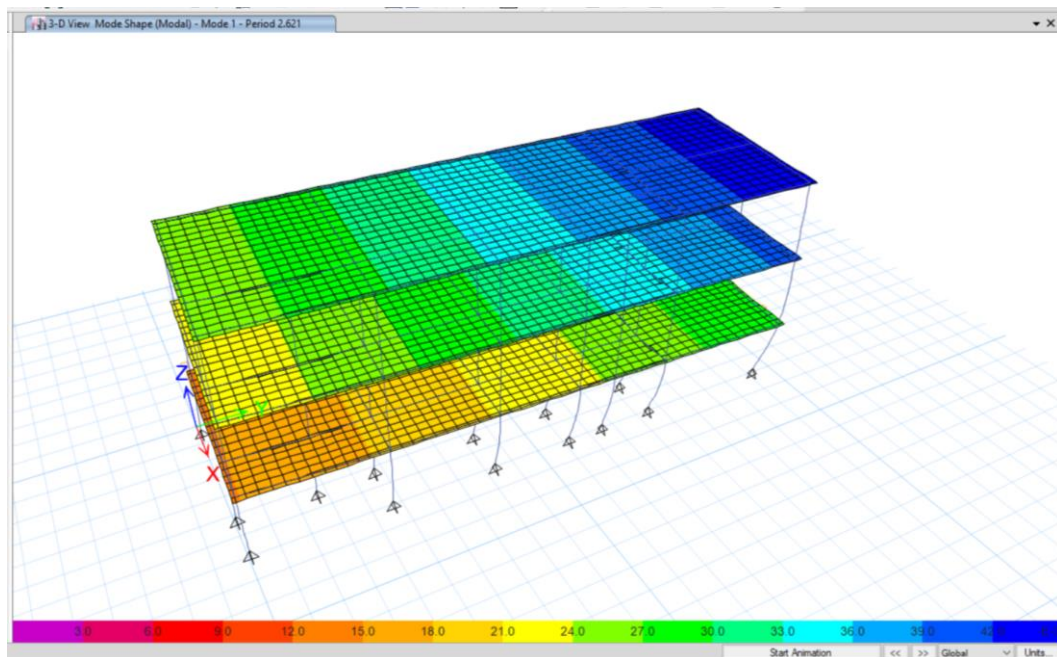 3-D View Mode Shape (Modal) - Mode 1 - Period 2.621
Z
Y
X
3.0 6.0 9.0 12.0 15.0 18.0 21.0 24.0 27.0 30.0 33.0 36.0 39.0
Start Animation << >> Global Units...